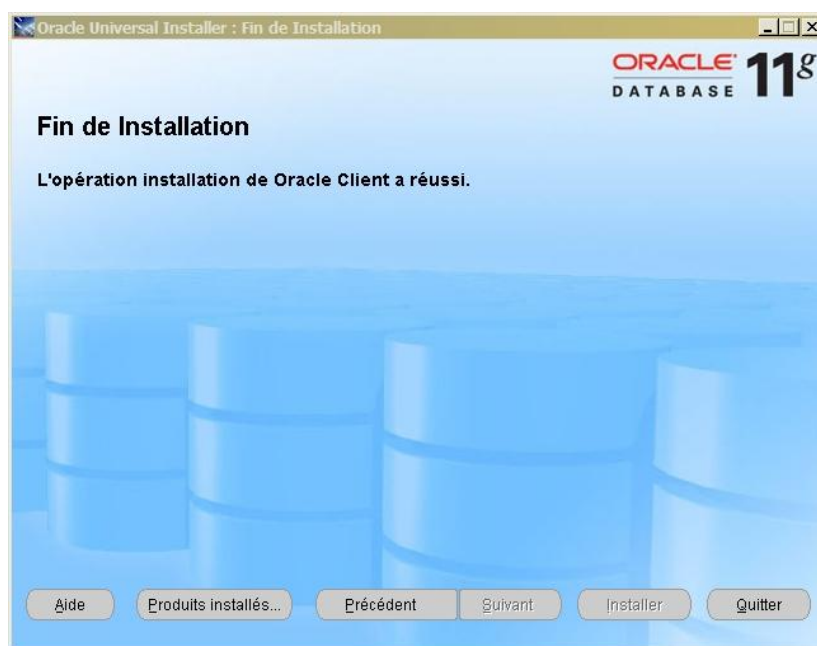 Oracle Universal Installer : Fin de Installation
ORACLE 11g
DATABASE
Fin de Installation
L'opération installation de Oracle Client a réussi.
Aide Produits installés... Précédent Suivant Installer Quitter